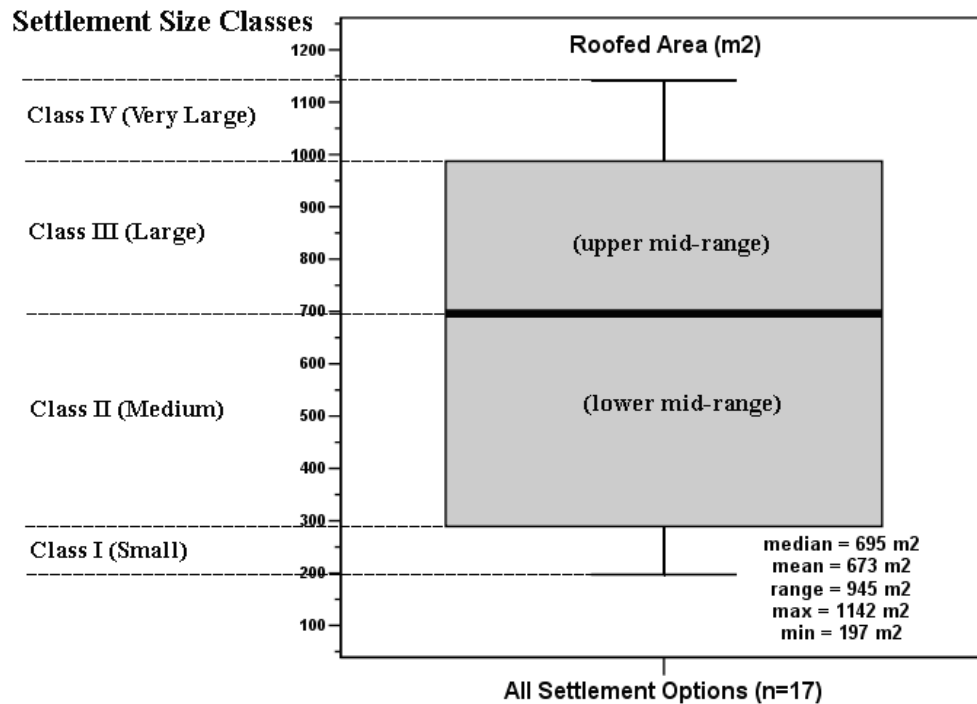 Settlement Size Classes
Roofed Area (m2)
1200
1100
1000
900
800
700
600
500
400
300
200
100
Class IV (Very Large)
Class III (Large)
Class II (Medium)
Class I (Small)
(upper mid-range)
(lower mid-range)
median = 695 m2
mean = 673 m2
range = 945 m2
max = 1142 m2
min = 197 m2
All Settlement Options (n=17)